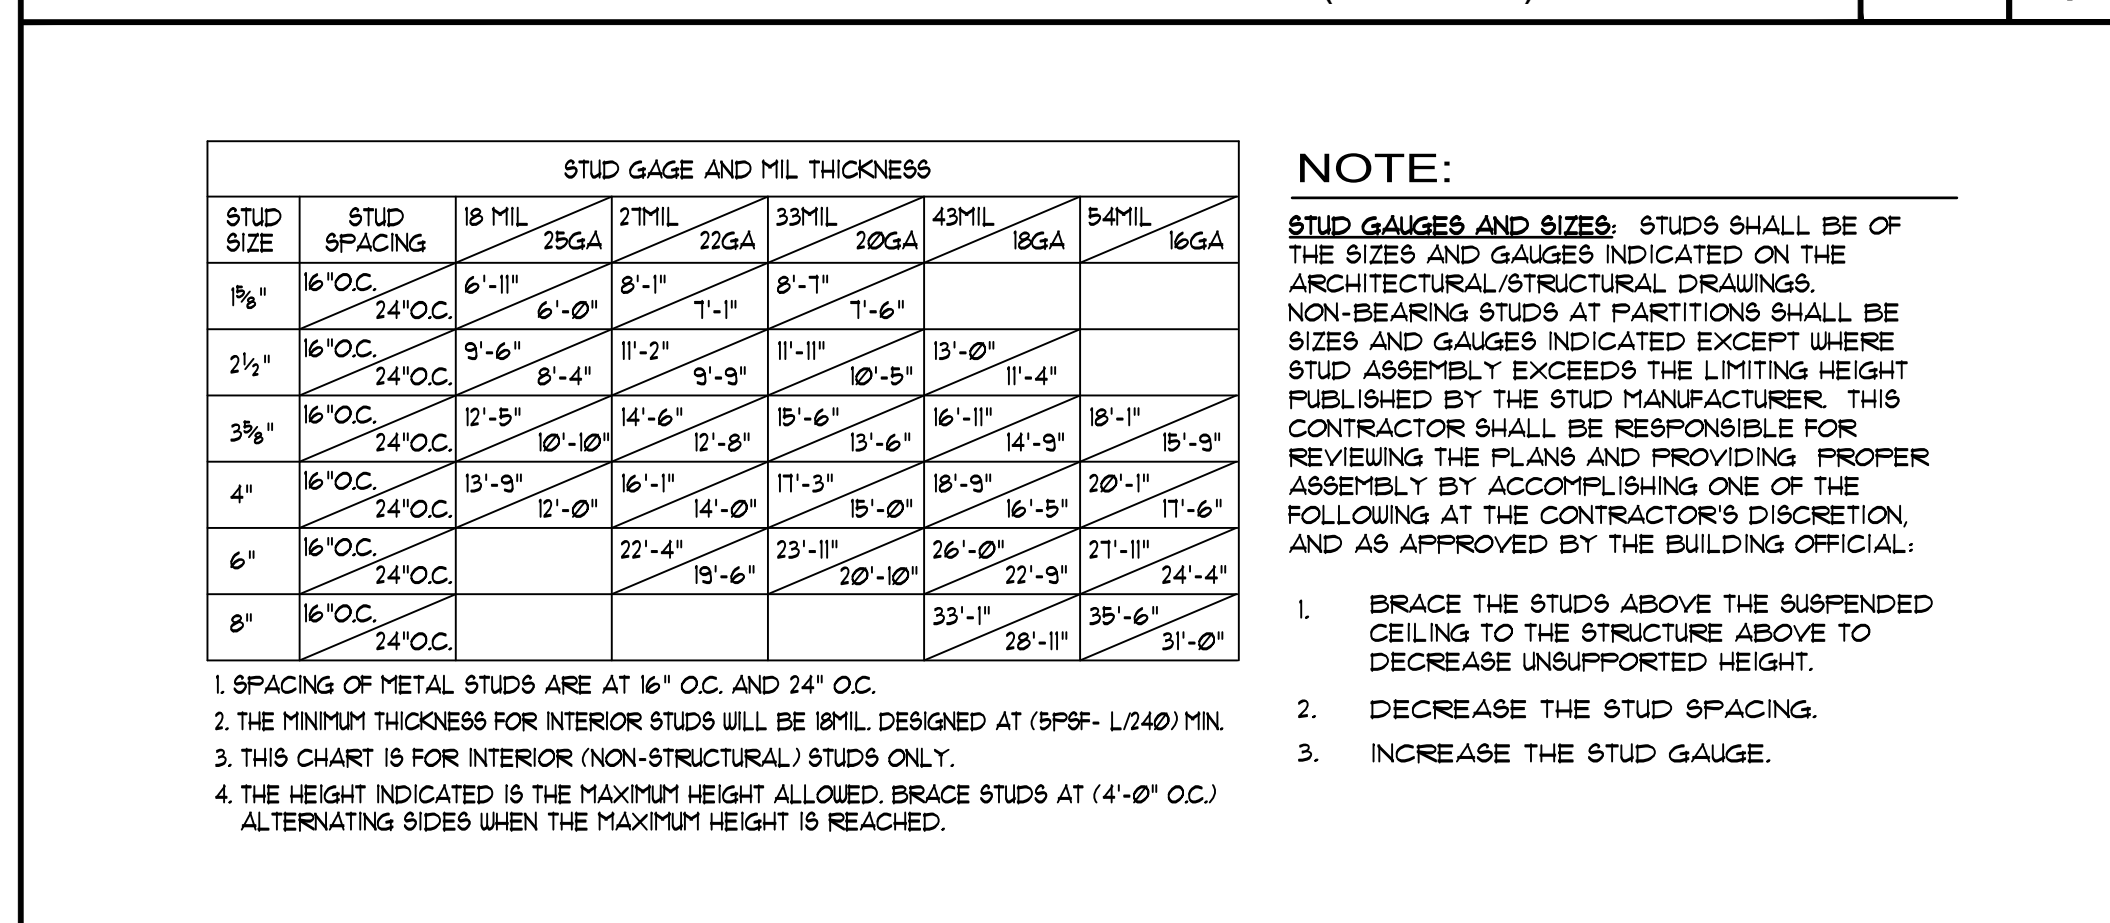 STUD GAGE AND MIL THICKNESS
STUD SIZE STUD SPACING 18 MIL 25GA 27MIL 22GA 33MIL 20GA 43MIL 18GA 54MIL 16GA
1⅝" 16"O.C. 24"O.C. 6'-11" 6'-0" 8'-1" 7'-1" 8'-7" 7'-6"
2½" 16"O.C. 24"O.C. 9'-6" 8'-4" 11'-2" 9'-9" 11'-11" 10'-5" 13'-0" 11'-4"
3⅝" 16"O.C. 24"O.C. 12'-5" 10'-10" 14'-6" 12'-8" 15'-6" 13'-6" 16'-11" 14'-9" 18'-1" 15'-9"
4" 16"O.C. 24"O.C. 13'-9" 12'-0" 16'-1" 14'-0" 17'-3" 15'-0" 18'-9" 16'-5" 20'-1" 17'-6"
6" 16"O.C. 24"O.C. 22'-4" 19'-6" 23'-11" 20'-10" 26'-0" 22'-9" 27'-11" 24'-4"
8" 16"O.C. 24"O.C. 33'-1" 28'-11" 35'-6" 31'-0"
1. SPACING OF METAL STUDS ARE AT 16" O.C. AND 24" O.C.
2. THE MINIMUM THICKNESS FOR INTERIOR STUDS WILL BE 18MIL. DESIGNED AT (5PSF- L/240) MIN.
3. THIS CHART IS FOR INTERIOR (NON-STRUCTURAL) STUDS ONLY.
4. THE HEIGHT INDICATED IS THE MAXIMUM HEIGHT ALLOWED. BRACE STUDS AT (4'-0" O.C.)
ALTERNATING SIDES WHEN THE MAXIMUM HEIGHT IS REACHED.
NOTE:
STUD GAUGES AND SIZES: STUDS SHALL BE OF
THE SIZES AND GAUGES INDICATED ON THE
ARCHITECTURAL/STRUCTURAL DRAWINGS.
NON-BEARING STUDS AT PARTITIONS SHALL BE
SIZES AND GAUGES INDICATED EXCEPT WHERE
STUD ASSEMBLY EXCEEDS THE LIMITING HEIGHT
PUBLISHED BY THE STUD MANUFACTURER. THIS
CONTRACTOR SHALL BE RESPONSIBLE FOR
REVIEWING THE PLANS AND PROVIDING PROPER
ASSEMBLY BY ACCOMPLISHING ONE OF THE
FOLLOWING AT THE CONTRACTOR'S DISCRETION,
AND AS APPROVED BY THE BUILDING OFFICIAL:
1. BRACE THE STUDS ABOVE THE SUSPENDED
CEILING TO THE STRUCTURE ABOVE TO
DECREASE UNSUPPORTED HEIGHT.
2. DECREASE THE STUD SPACING.
3. INCREASE THE STUD GAUGE.